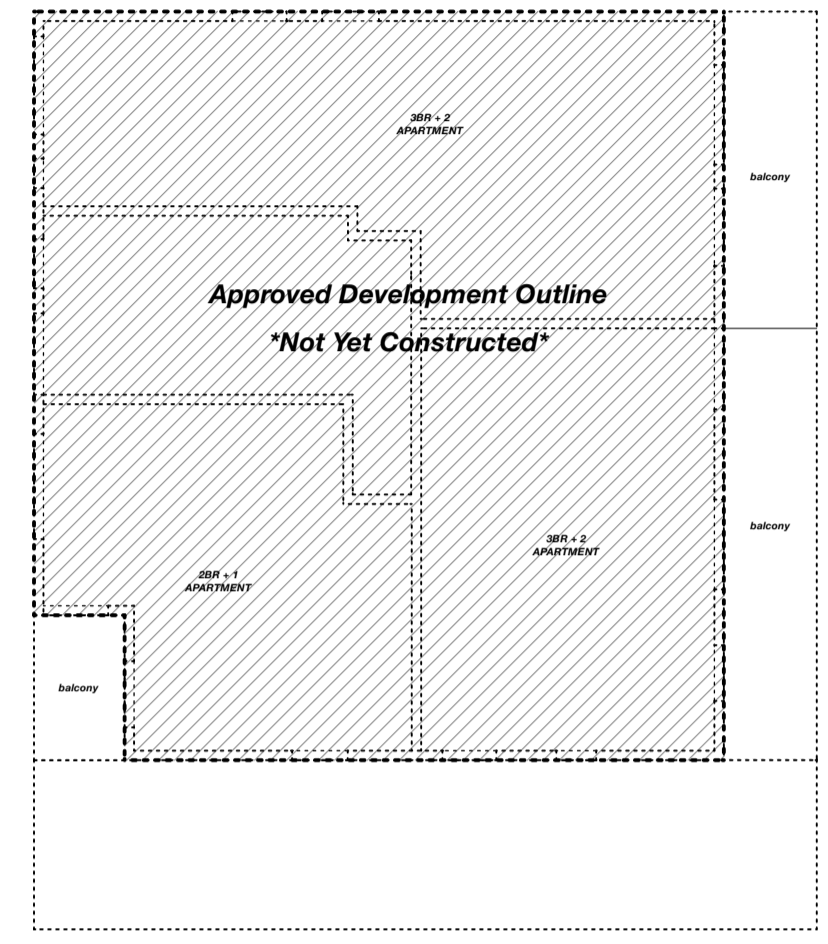 3BR + 2
APARTMENT
balcony
Approved Development Outline
*Not Yet Constructed*
balcony
3BR + 2
APARTMENT
2BR + 1
APARTMENT
balcony